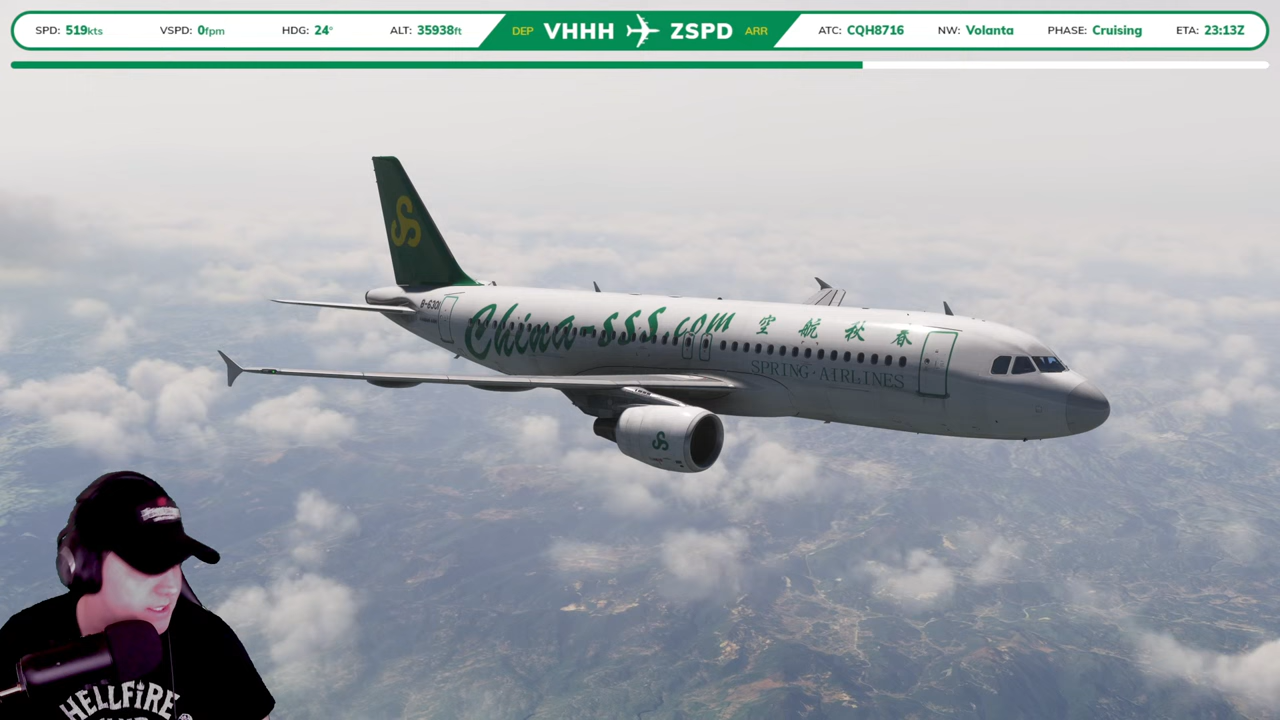 SPD: 519kts VSPD: 0fpm HDG: 24° ALT: 35938ft DEP VHHH ZSPD ARR ATC: CQH8716 NW: Volanta PHASE: Cruising ETA: 23:13Z
B-6301
China-sss.com 空航秋春
SPRING-AIRLINES
HELLFIRE